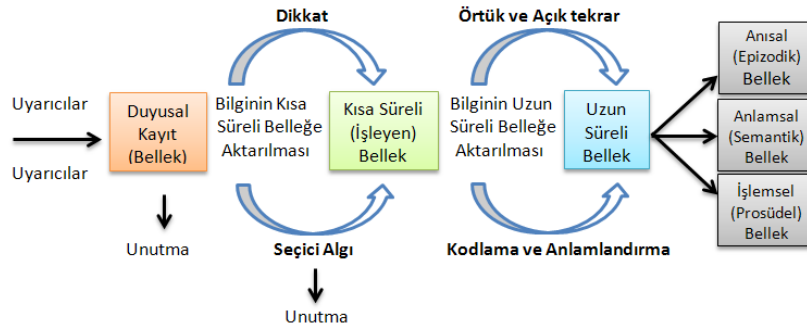 Dikkat
Örtük ve Açık tekrar
Uyarıcılar
Uyarıcılar
Duyusal
Kayıt
(Bellek)
Unutma
Bilginin Kısa
Süreli Belleğe
Aktarılması
Seçici Algı
Unutma
Kısa Süreli
(İşleyen)
Bellek
Bilginin Uzun
Süreli Belleğe
Aktarılması
Kodlama ve Anlamlandırma
Uzun
Süreli
Bellek
Anısal
(Epizodik)
Bellek
Anlamsal
(Semantik)
Bellek
İşlemsel
(Prosüdel)
Bellek